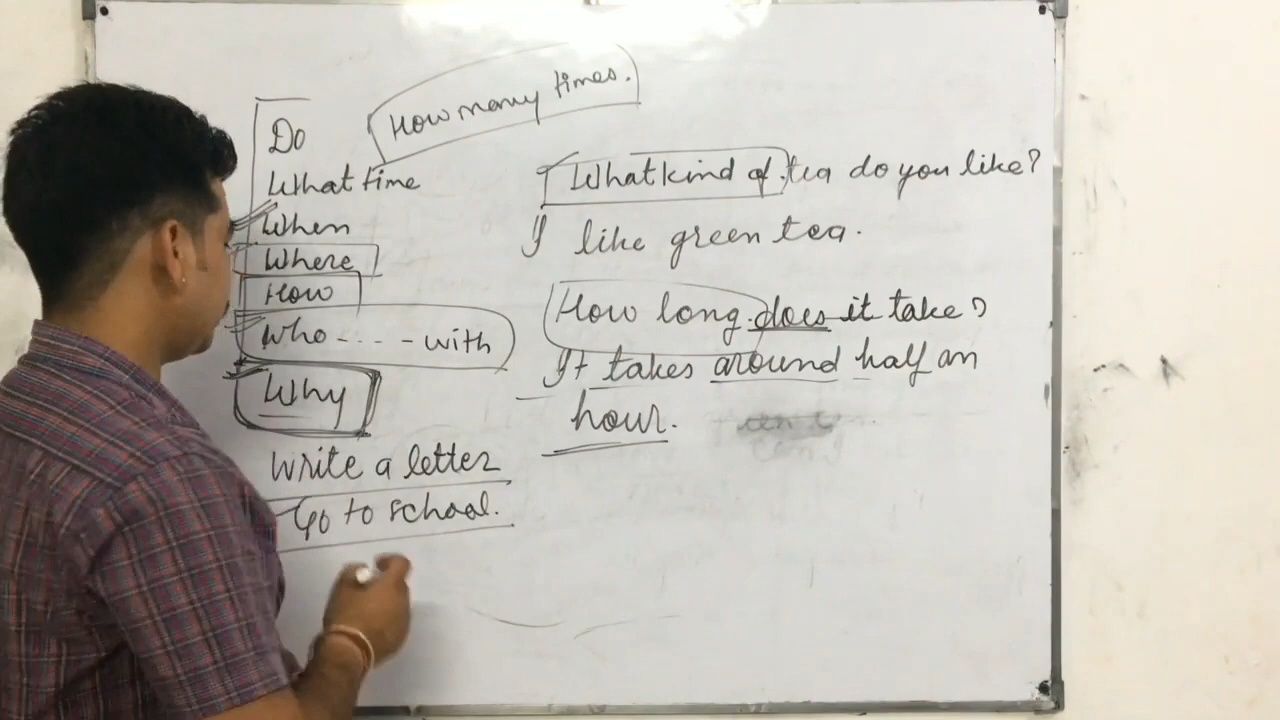 How many times.
Do
What time
When
Where
How
Who - . . . - with
Why
Write a letter
Go to school.
What kind of tea do you like?
I like green tea.
How long does it take?
It takes around half an
hour.